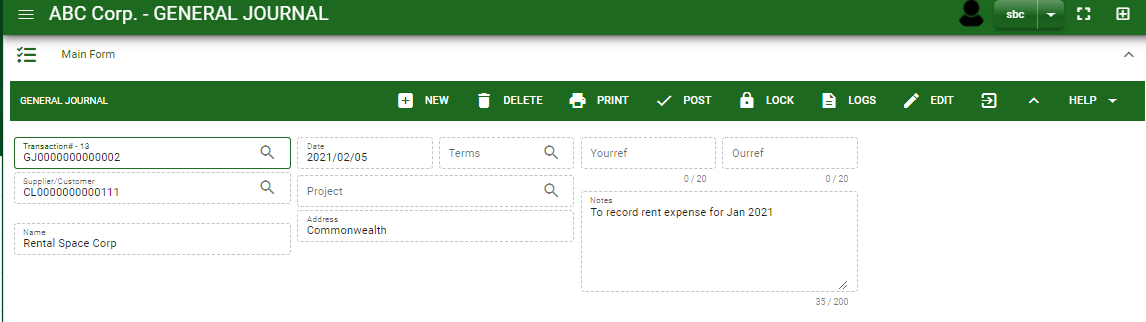 ABC Corp. - GENERAL JOURNAL
sbc
Main Form
GENERAL JOURNAL
NEW
DELETE
PRINT
POST
LOCK
LOGS
EDIT
HELP
Transaction# - 13
GJ0000000000002
Date
2021/02/05
Terms
Yourref
0 / 20
Ourref
0 / 20
Supplier/Customer
CL0000000000111
Project
Notes
To record rent expense for Jan 2021
35 / 200
Name
Rental Space Corp
Address
Commonwealth